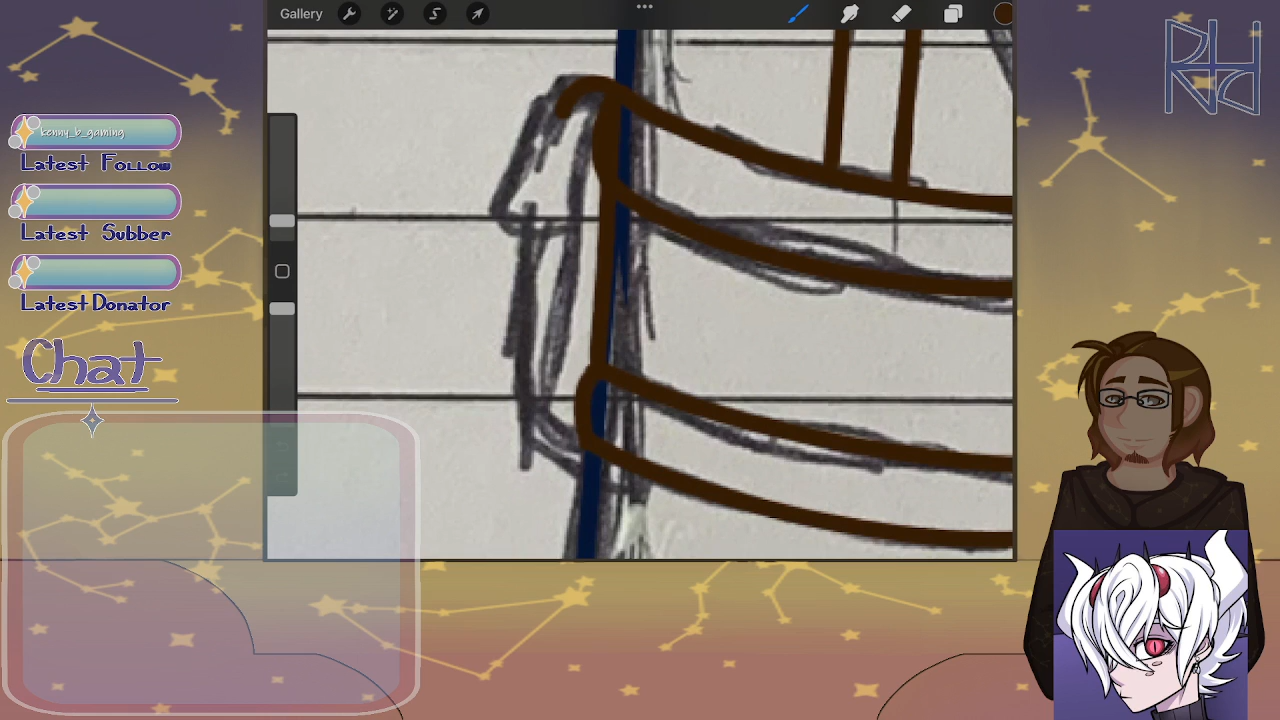 Gallery
kenny_b_gaming
Latest Follow
Latest Subber
Latest Donator
Chat